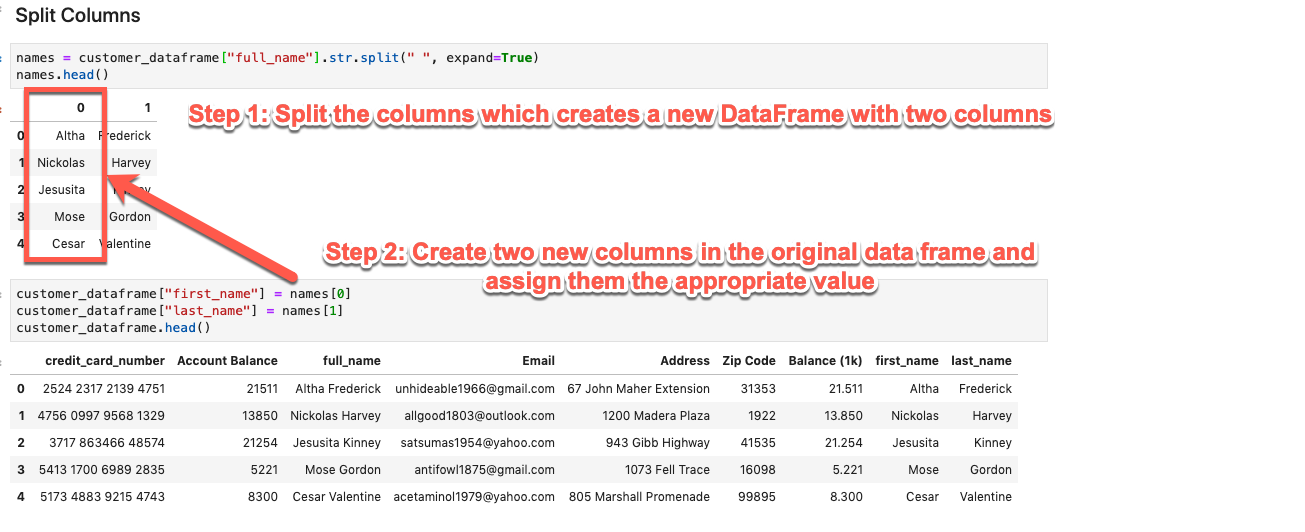 Split Columns
names = customer_dataframe["full_name"].str.split(" ", expand=True)
names.head()
0 1
Step 1: Split the columns which creates a new DataFrame with two columns
0 Altha Frederick
1 Nickolas Harvey
2 Jesusita
3 Mose Gordon
4 Cesar Valentine
Step 2: Create two new columns in the original data frame and
assign them the appropriate value
customer_dataframe["first_name"] = names[0]
customer_dataframe["last_name"] = names[1]
customer_dataframe.head()
credit_card_number Account Balance full_name Email Address Zip Code Balance (1k) first_name last_name
0 2524 2317 2139 4751 21511 Altha Frederick unhideable1966@gmail.com 67 John Maher Extension 31353 21.511 Altha Frederick
1 4756 0997 9568 1329 13850 Nickolas Harvey allgood1803@outlook.com 1200 Madera Plaza 1922 13.850 Nickolas Harvey
2 3717 863466 48574 21254 Jesusita Kinney satsumas1954@yahoo.com 943 Gibb Highway 41535 21.254 Jesusita Kinney
3 5413 1700 6989 2835 5221 Mose Gordon antifowl1875@gmail.com 1073 Fell Trace 16098 5.221 Mose Gordon
4 5173 4883 9215 4743 8300 Cesar Valentine acetaminol1979@yahoo.com 805 Marshall Promenade 99895 8.300 Cesar Valentine